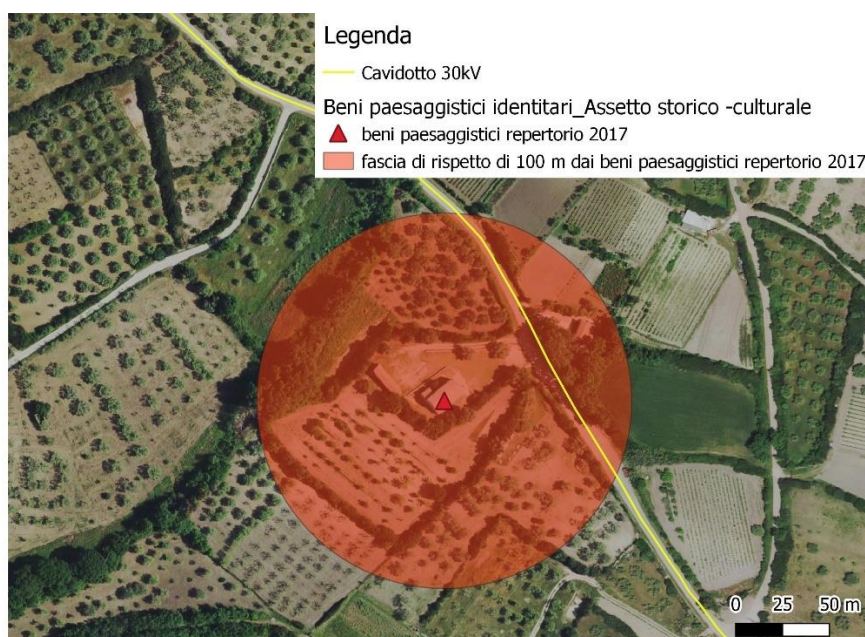 Legenda
Cavidotto 30kV
Beni paesaggistici identitari_Assetto storico -culturale
beni paesaggistici repertorio 2017
fascia di rispetto di 100 m dai beni paesaggistici repertorio 2017
0 25 50 m